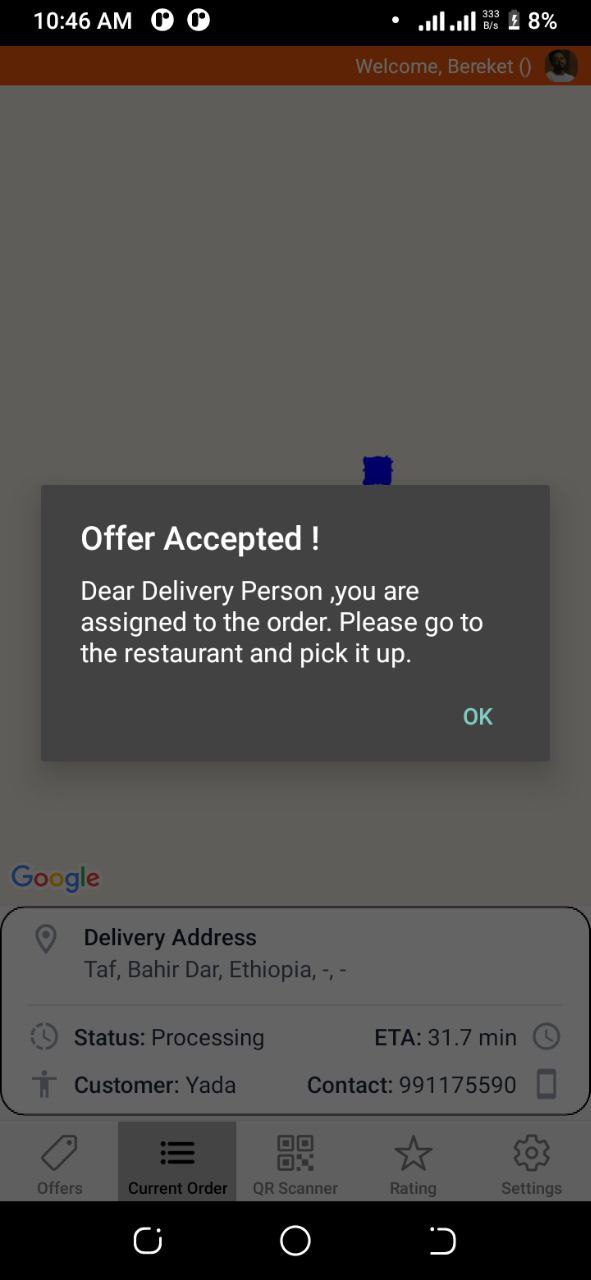 10:46 AM
333
B/s
8%
Welcome, Bereket ()
Offer Accepted !
Dear Delivery Person ,you are
assigned to the order. Please go to
the restaurant and pick it up.
OK
Google
Delivery Address
Taf, Bahir Dar, Ethiopia, -, -
Status: Processing
ETA: 31.7 min
Customer: Yada
Contact: 991175590
Offers
Current Order
QR Scanner
Rating
Settings